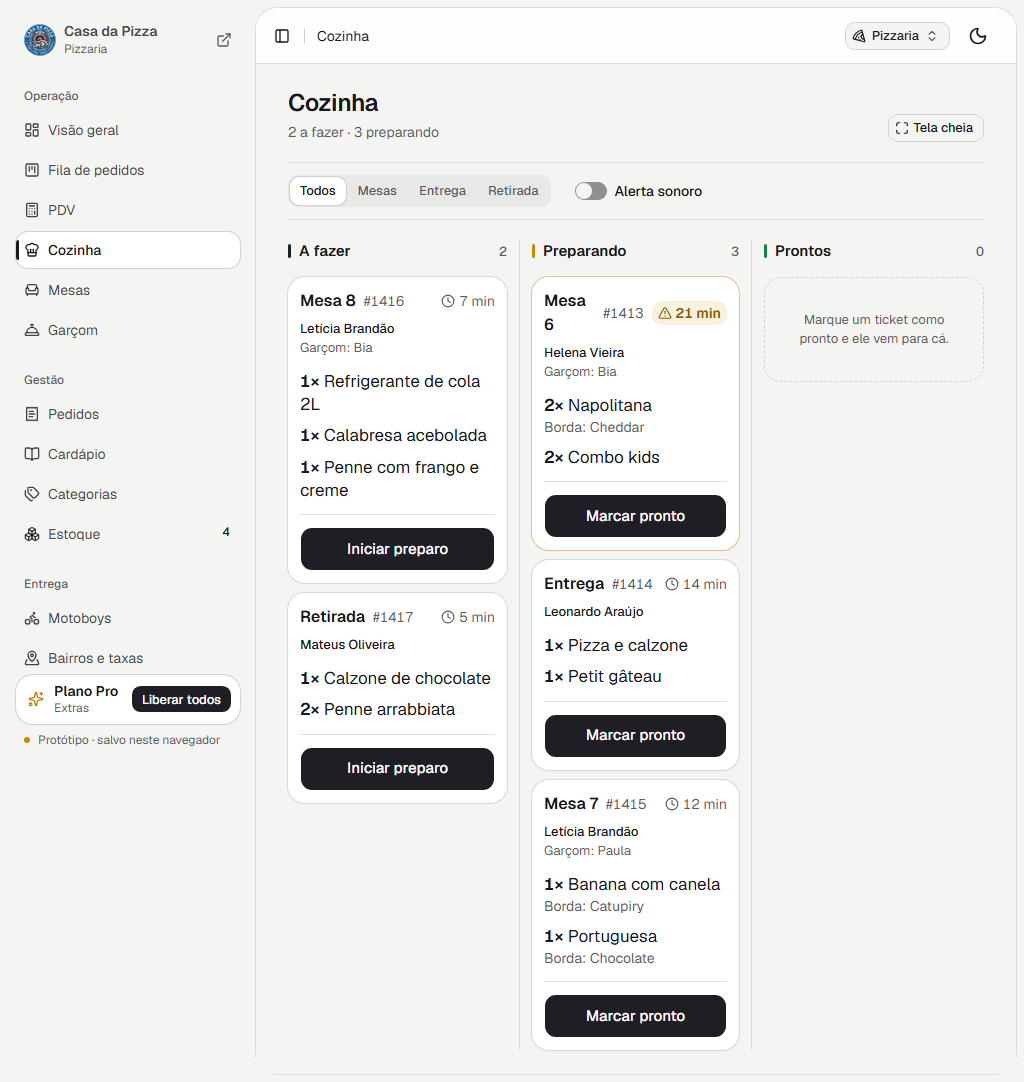 Casa da Pizza
Pizzaria
Operação
Visão geral
Fila de pedidos
PDV
Cozinha
Mesas
Garçom
Gestão
Pedidos
Cardápio
Categorias
Estoque 4
Entrega
Motoboys
Bairros e taxas
Plano Pro
Extras
Liberar todos
Protótipo · salvo neste navegador
Cozinha
Pizzaria
Cozinha
2 a fazer · 3 preparando
Tela cheia
Todos Mesas Entrega Retirada
Alerta sonoro
A fazer 2
Mesa 8 #1416 7 min
Letícia Brandão
Garçom: Bia
1× Refrigerante de cola
2L
1× Calabresa acebolada
1× Penne com frango e
creme
Iniciar preparo
Retirada #1417 5 min
Mateus Oliveira
1× Calzone de chocolate
2× Penne arrabbiata
Iniciar preparo
Preparando 3
Mesa
6
#1413 21 min
Helena Vieira
Garçom: Bia
2× Napolitana
Borda: Cheddar
2× Combo kids
Marcar pronto
Entrega #1414 14 min
Leonardo Araújo
1× Pizza e calzone
1× Petit gâteau
Marcar pronto
Mesa 7 #1415 12 min
Letícia Brandão
Garçom: Paula
1× Banana com canela
Borda: Catupiry
1× Portuguesa
Borda: Chocolate
Marcar pronto
Prontos 0
Marque um ticket como
pronto e ele vem para cá.